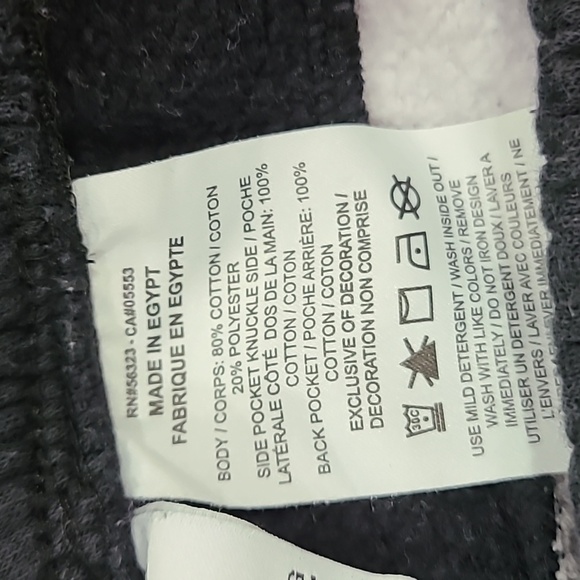 RN#56323 - CA#05553
MADE IN EGYPT
FABRIQUE EN EGYPTE
BODY / CORPS: 80% COTTON / COTON
20% POLYESTER
SIDE POCKET KNUCKLE SIDE / POCHE
LATÉRALE CÔTÉ DOS DE LA MAIN: 100%
COTTON / COTON
BACK POCKET / POCHE ARRIÈRE: 100%
COTTON / COTON
EXCLUSIVE OF DECORATION /
DECORATION NON COMPRISE
30C
USE MILD DETERGENT / WASH INSIDE OUT /
WASH WITH LIKE COLORS / REMOVE
IMMEDIATELY / DO NOT IRON DESIGN
UTILISER UN DETERGENT DOUX / LAVER A
L'ENVERS / LAVER AVEC COULEURS
IMMEDIATEMENT / NE